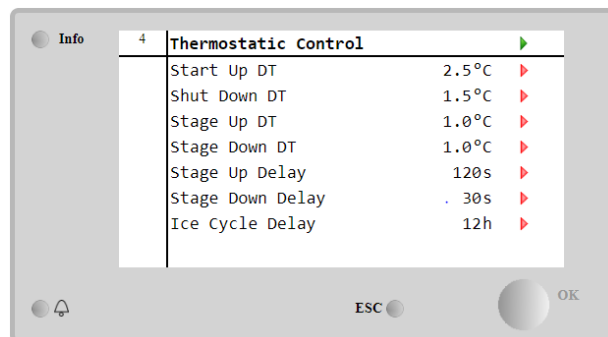 Info
4 Thermostatic Control
Start Up DT 2.5°C
Shut Down DT 1.5°C
Stage Up DT 1.0°C
Stage Down DT 1.0°C
Stage Up Delay 120s
Stage Down Delay . 30s
Ice Cycle Delay 12h
ESC
OK